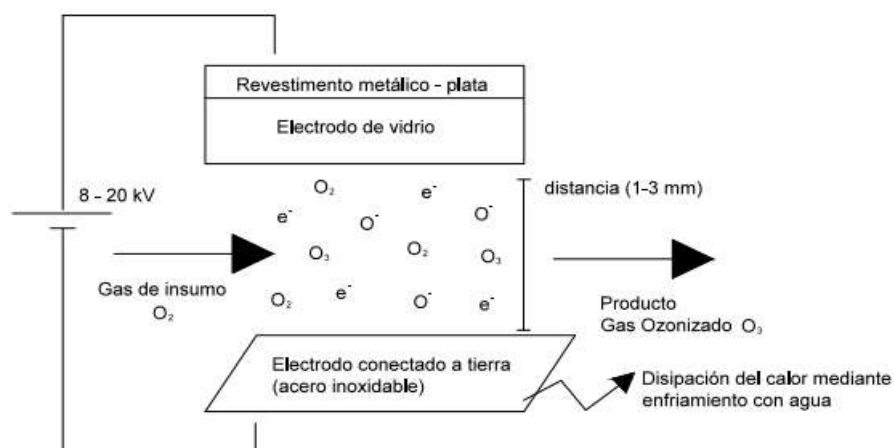 Revestimento metálico - plata
Electrodo de vidrio
8 - 20 kV
O₂
e⁻
distancia (1-3 mm)
e⁻
O⁻
O⁻
O₃
O₂
O₃
Gas de insumo
O₂
O₂
e⁻
O⁻
e⁻
Producto
Gas Ozonizado O₃
Electrodo conectado a tierra
(acero inoxidable)
Disipación del calor mediante
enfriamiento con agua